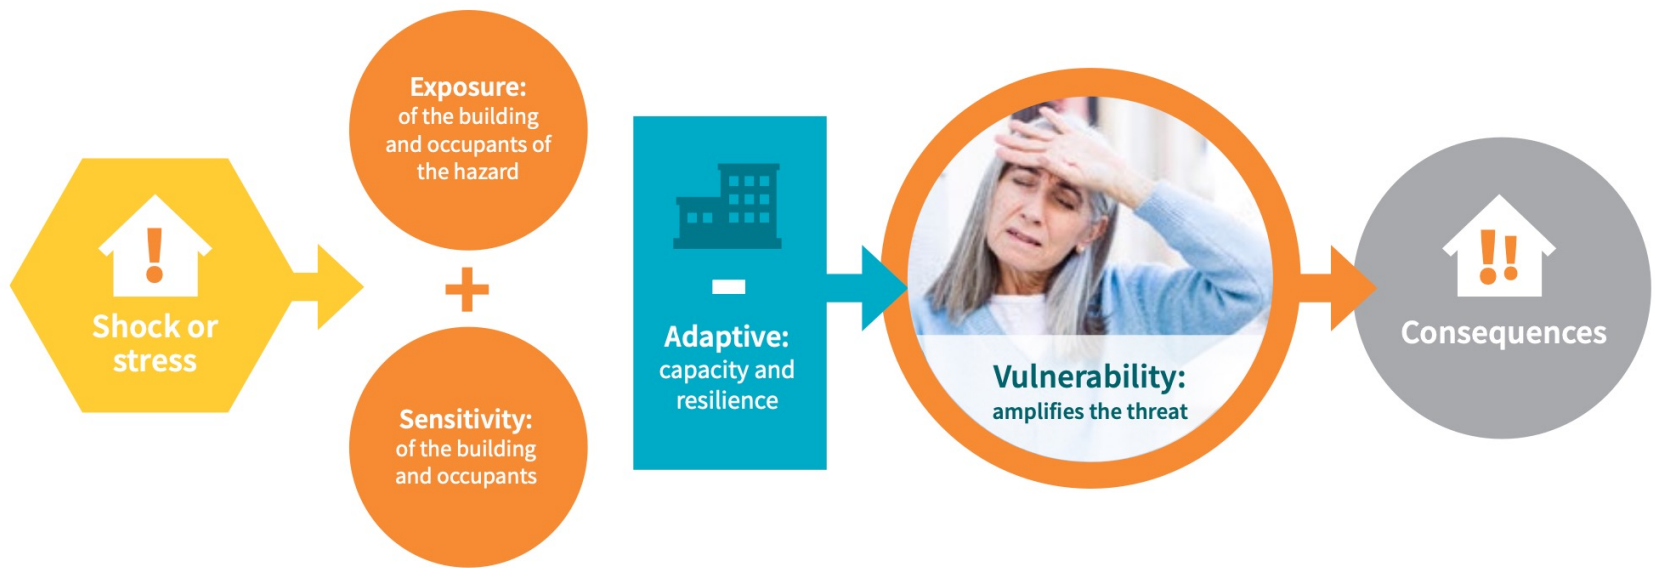 Shock or
stress
Exposure:
of the building
and occupants of
the hazard
+
Sensitivity:
of the building
and occupants
-
Adaptive:
capacity and
resilience
Vulnerability:
amplifies the threat
!
!!
Consequences